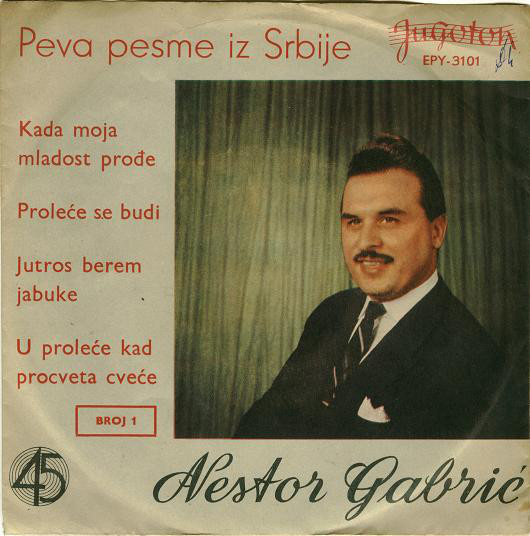 Peva pesme iz Srbije
Jugoton
EPY-3101
Kada moja
mladost prođe
Proleće se budi
Jutros berem
jabuke
U proleće kad
procveta cveće
BROJ 1
45
Nestor Gabrić